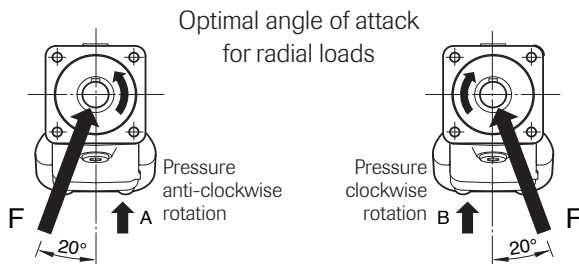 Optimal angle of attack
for radial loads
Pressure
anti-clockwise
rotation
F
A
20°
Pressure
clockwise
rotation
B
F
20°